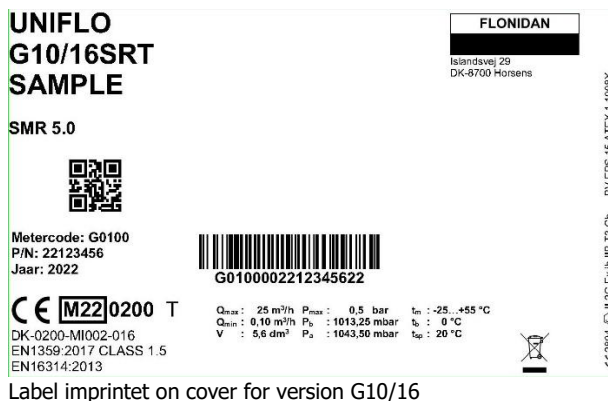 UNIFLO
G10/16SRT
SAMPLE
SMR 5.0
FLONIDAN
Islandsvej 29
DK-8700 Horsens
Metercode: G0100
P/N: 22123456
Jaar: 2022
G0100002212345622
CE M22 0200 T
DK-0200-MI002-016
EN1359:2017 CLASS 1.5
EN16314:2013
Qmax : 25 m³/h Pmax : 0,5 bar tm : -25...+55 °C
Qmin : 0,10 m³/h Pb : 1013,25 mbar tb : 0 °C
V : 5,6 dm³ Pa : 1043,50 mbar tsp : 20 °C
Label imprintet on cover for version G10/16